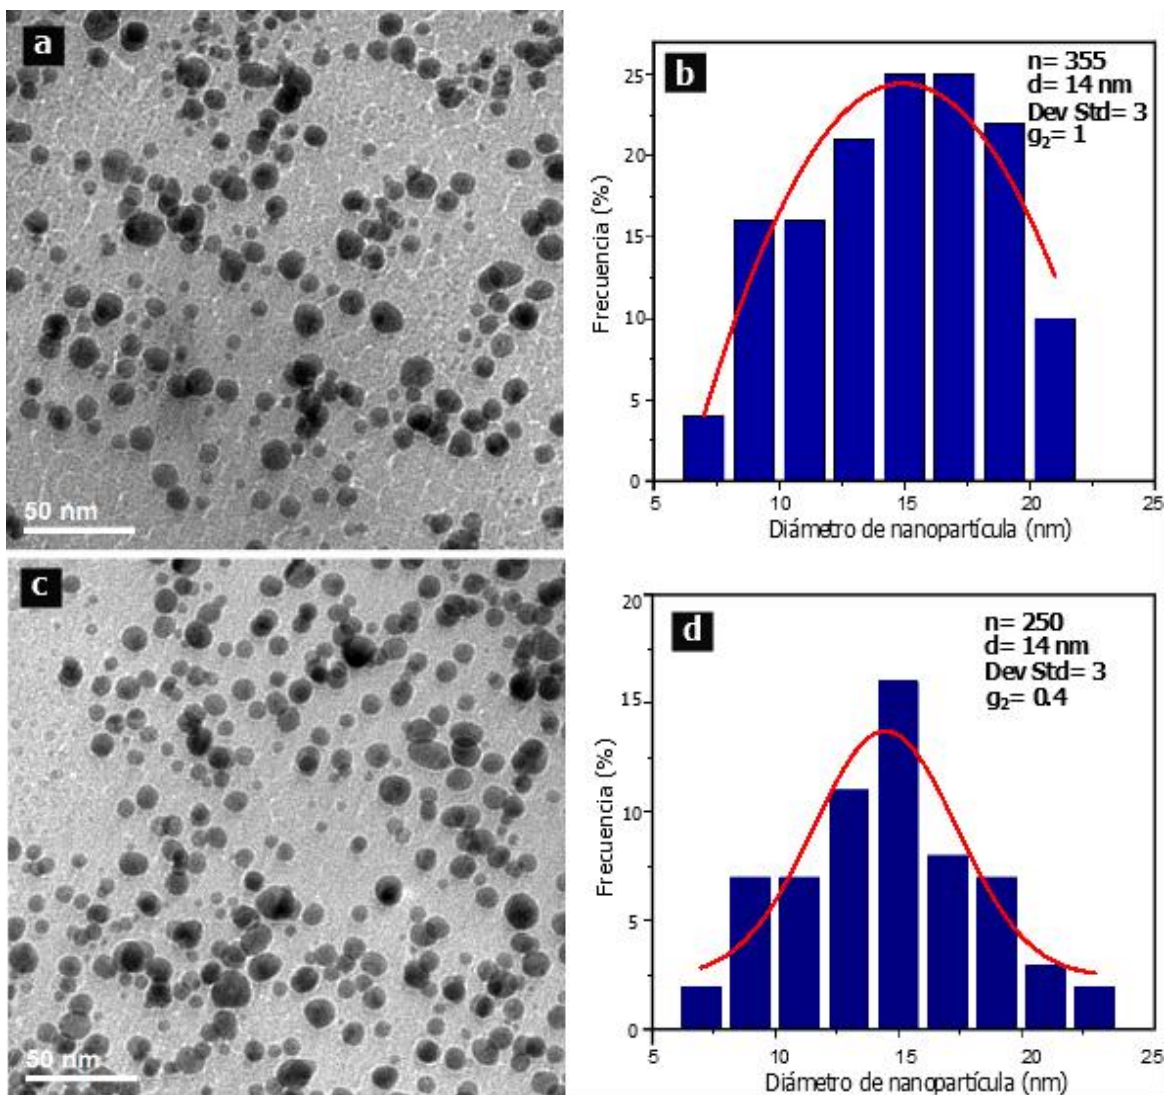 a
50 nm
b
n= 355
d= 14 nm
Dev Std= 3
g₂= 1
Frecuencia (%)
25
20
15
10
5
0
5
10
15
20
25
Diámetro de nanopartícula (nm)
c
50 nm
d
n= 250
d= 14 nm
Dev Std= 3
g₂= 0.4
Frecuencia (%)
20
15
10
5
0
5
10
15
20
25
Diámetro de nanopartícula (nm)